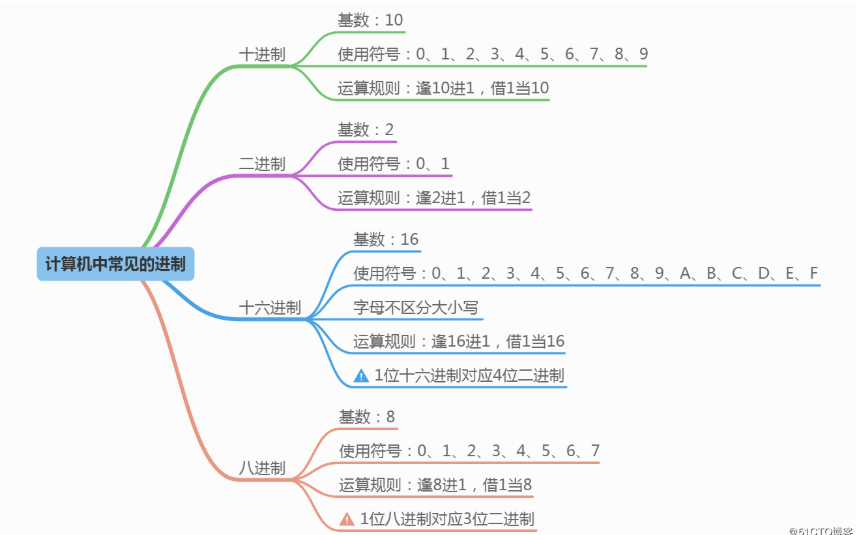 十进制
基数：10
使用符号：0、1、2、3、4、5、6、7、8、9
运算规则：逢10进1，借1当10
二进制
基数：2
使用符号：0、1
运算规则：逢2进1，借1当2
计算机中常见的进制
十六进制
基数：16
使用符号：0、1、2、3、4、5、6、7、8、9、A、B、C、D、E、F
字母不区分大小写
运算规则：逢16进1，借1当16
1位十六进制对应4位二进制
八进制
基数：8
使用符号：0、1、2、3、4、5、6、7
运算规则：逢8进1，借1当8
1位八进制对应3位二进制
@51CTO博客